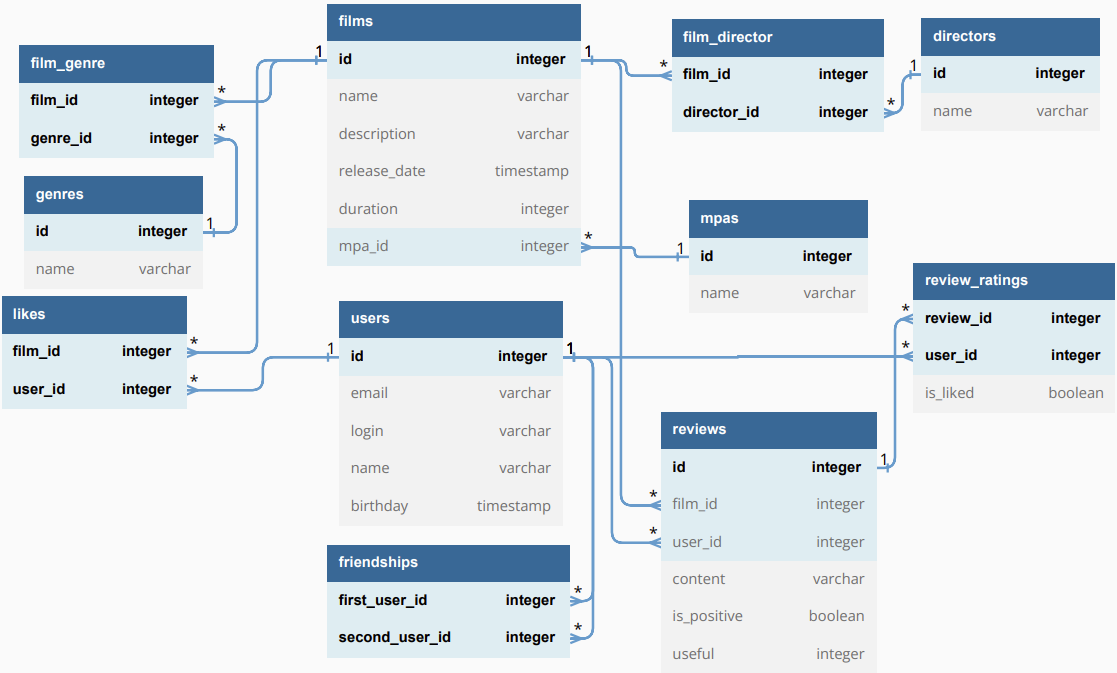 film_genre
film_id integer
genre_id integer
genres
id integer
name varchar
likes
film_id integer
user_id integer
films
id integer
name varchar
description varchar
release_date timestamp
duration integer
mpa_id integer
users
id integer
email varchar
login varchar
name varchar
birthday timestamp
friendships
first_user_id integer
second_user_id integer
film_director
film_id integer
director_id integer
directors
id integer
name varchar
mpas
id integer
name varchar
review_ratings
review_id integer
user_id integer
is_liked boolean
reviews
id integer
film_id integer
user_id integer
content varchar
is_positive boolean
useful integer
*
*
1
1
*
*
1
1
*
*
1
*
1
1
*
*
*
*
*
*
1
1
*
*